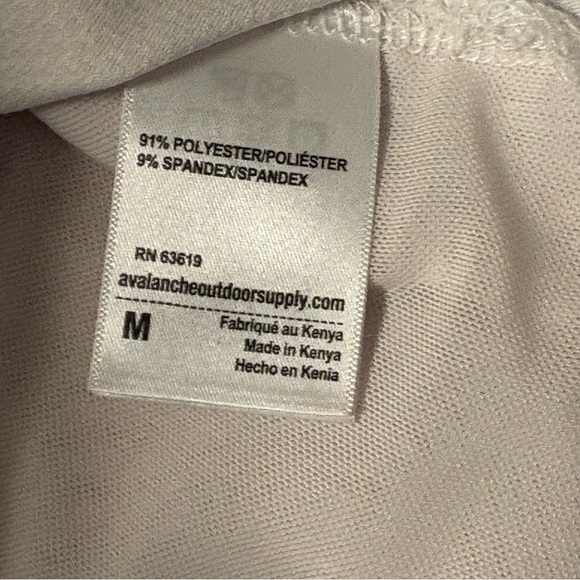 91% POLYESTER/POLIÉSTER
9% SPANDEX/SPANDEX
RN 63619
avalancheoutdoorsupply.com
M
Fabriqué au Kenya
Made in Kenya
Hecho en Kenia